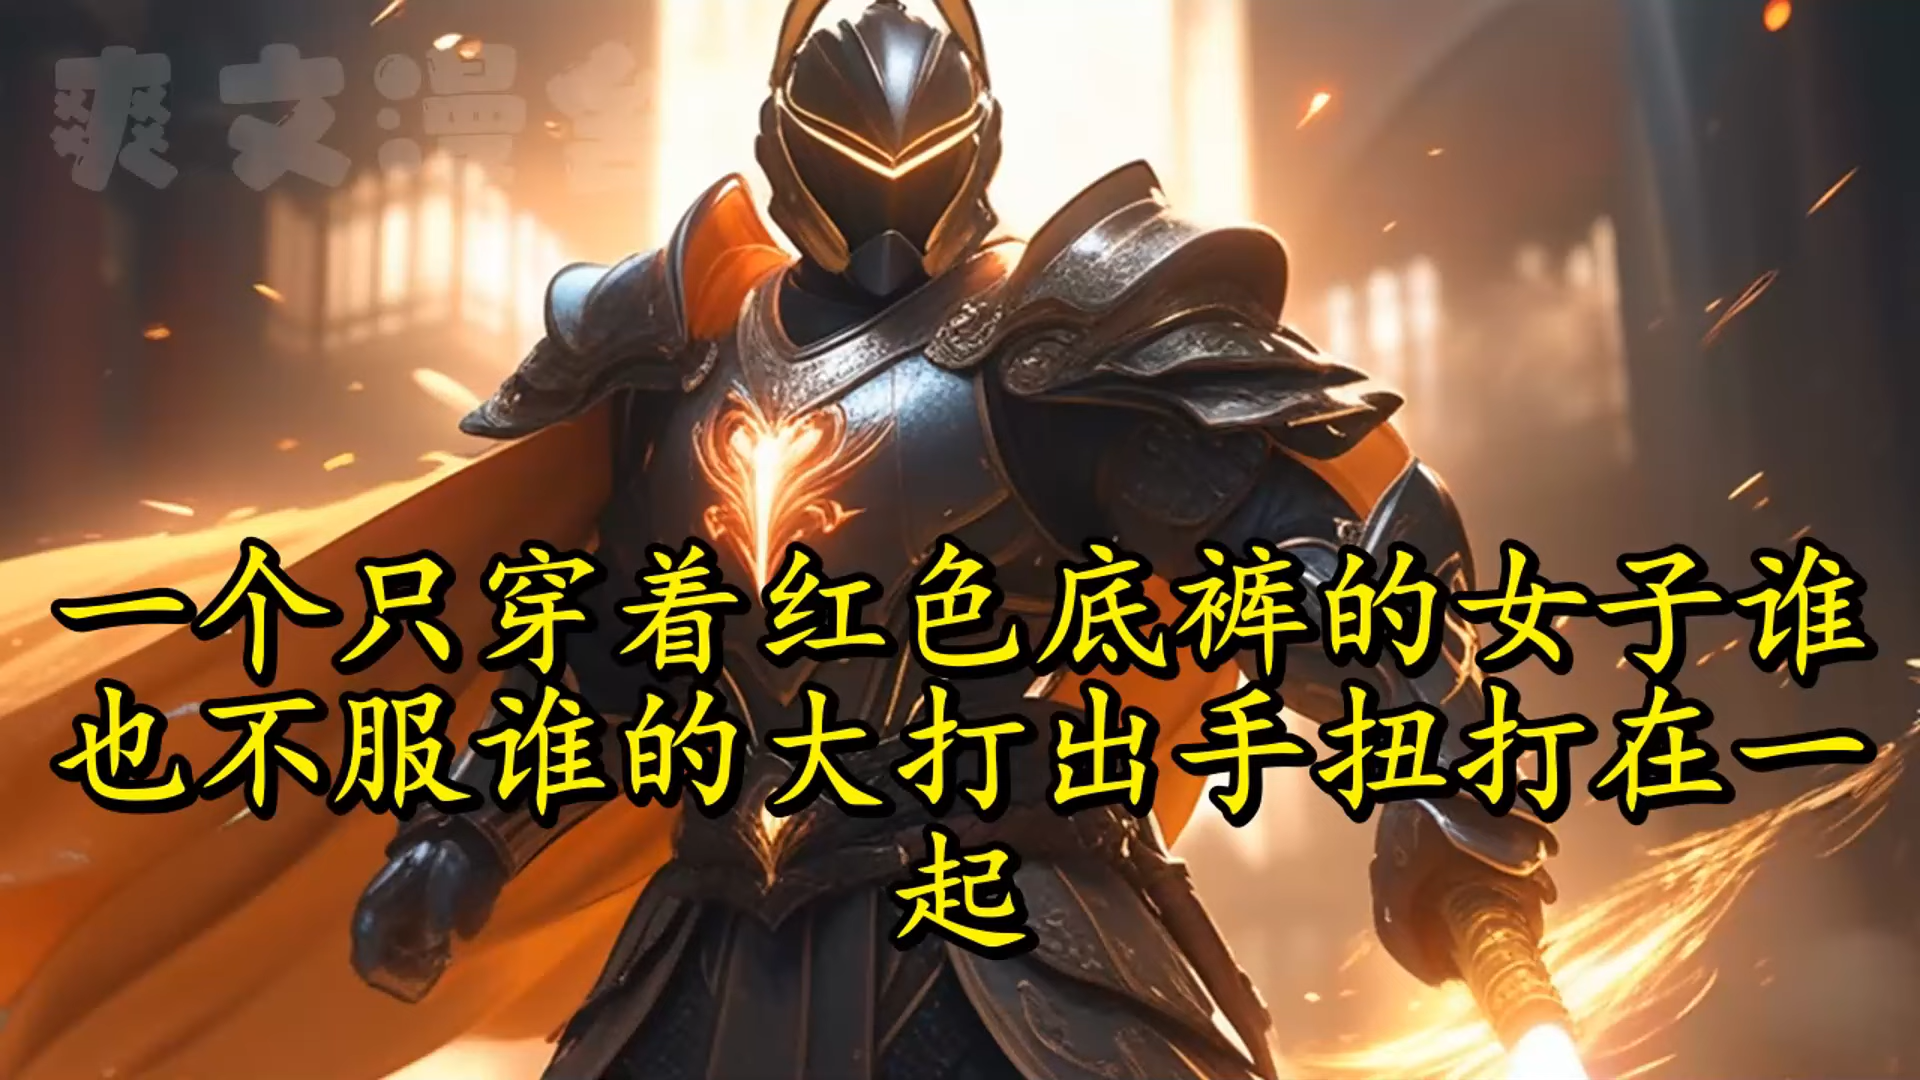 爽文漫
一个只穿着红色底裤的女子谁
也不服谁的大打出手扭打在一
起